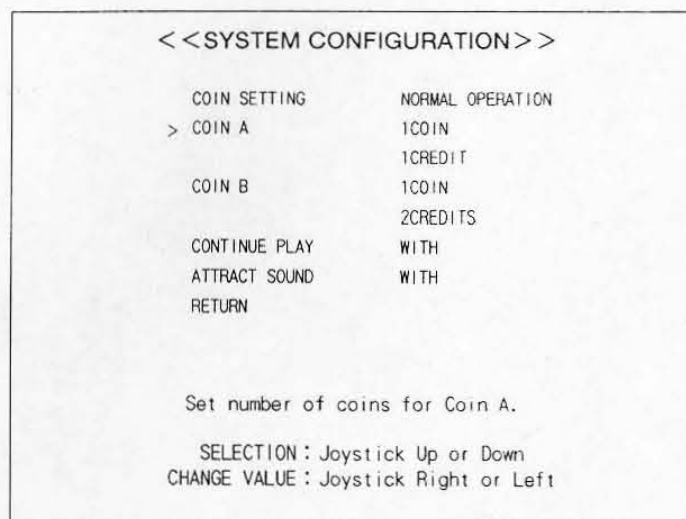 < <SYSTEM CONFIGURATION> >
COIN SETTING NORMAL OPERATION
> COIN A 1COIN
1CREDIT
COIN B 1COIN
2CREDITS
CONTINUE PLAY WITH
ATTRACT SOUND WITH
RETURN
Set number of coins for Coin A.
SELECTION : Joystick Up or Down
CHANGE VALUE : Joystick Right or Left